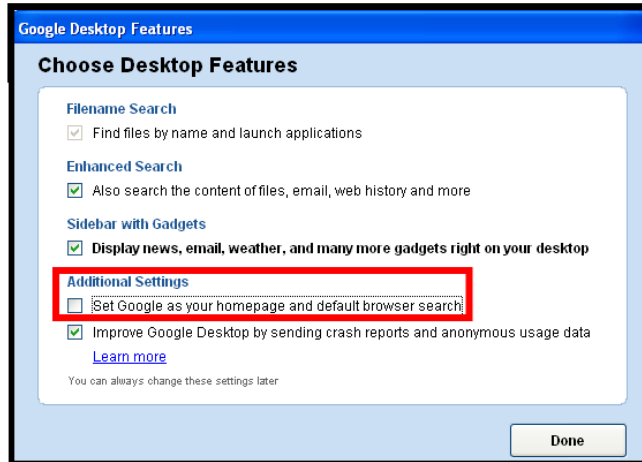 Google Desktop Features
Choose Desktop Features
Filename Search
Find files by name and launch applications
Enhanced Search
Also search the content of files, email, web history and more
Sidebar with Gadgets
Display news, email, weather, and many more gadgets right on your desktop
Additional Settings
Set Google as your homepage and default browser search
Improve Google Desktop by sending crash reports and anonymous usage data
Learn more
You can always change these settings later
Done